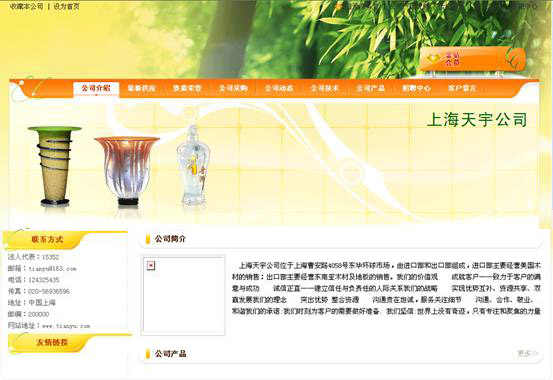 收藏本公司 | 设为首页
金钻
会员
公司介绍 最新供应 资质荣誉 公司采购 公司动态 公司技术 公司产品 招聘中心 客户留言
上海天宇公司
联系方式
法人代表：15352
邮箱：tianyu@163.com
电话：124325435
传真：020-56936596
地址：中国上海
邮编：200000
网站地址：www.tianyu.com
友情链接
公司简介
上海天宇公司位于上海曹安路4058号东华环球市场，由进口部和出口部组成，进口部主要经营美国木
材的销售；出口部主要经营东南亚木材及地板的销售。我们的价值观 成就客户——致力于客户的满
意与成功 诚信正直——建立信任与负责任的人际关系我们的战略 实现优势互补、资源共享、双
赢发展我们的理念 突出优势 整合资源 沟通贵在坦诚，服务关注细节 沟通、合作、敬业、
和谐我们的承诺:我们时刻为客户的需要做好准备. 我们坚信:世界上没有奇迹，只有专注和聚焦的力量
公司产品
更多>>